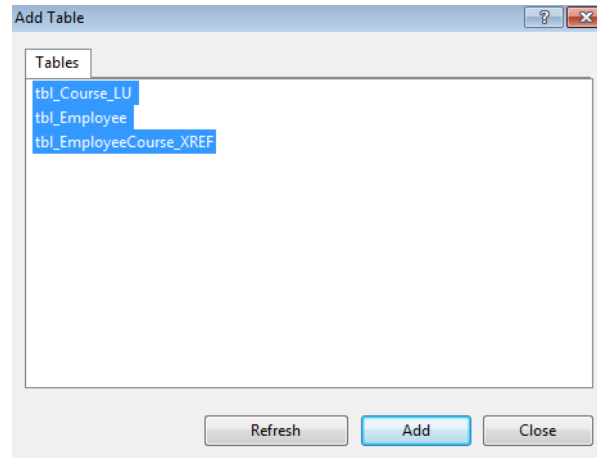 Add Table
Tables
tbl_Course_LU
tbl_Employee
tbl_EmployeeCourse_XREF
Refresh Add Close